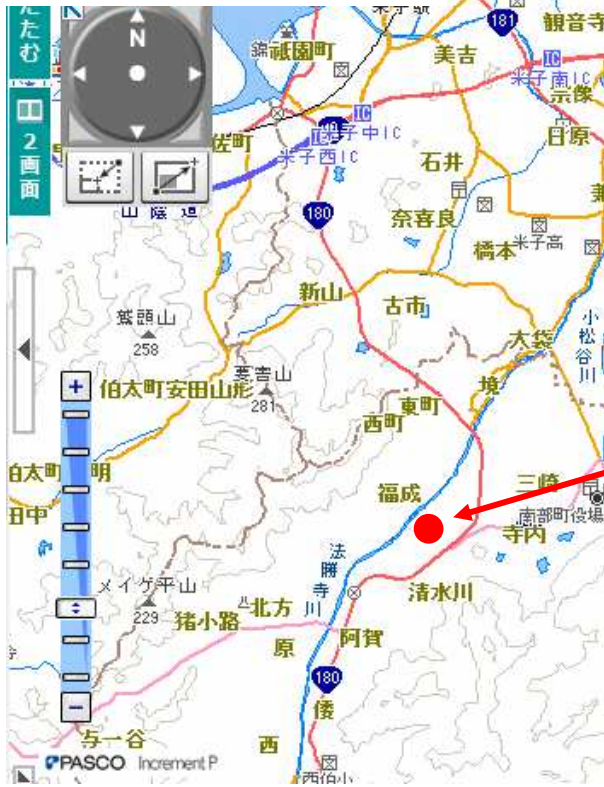 たたむ
2画面
N
181
観音寺
祇園町
美吉
IC
米子南IC
宗像
IC
米子中IC
米子西IC
佐町
日原
石井
山陰道
180
奈喜良
橋本
米子高
新山
古市
鷲頭山
258
小松谷川
大袋
伯太町安田山形
要害山
281
境
東町
西町
伯太町
明
福成
三崎
田中
南部町役場
寺内
法勝寺川
メイゲ平山
229
清水川
北方
猪小路
阿賀
原
180
倭
与一谷
西
西伯小
PASCO Increment P